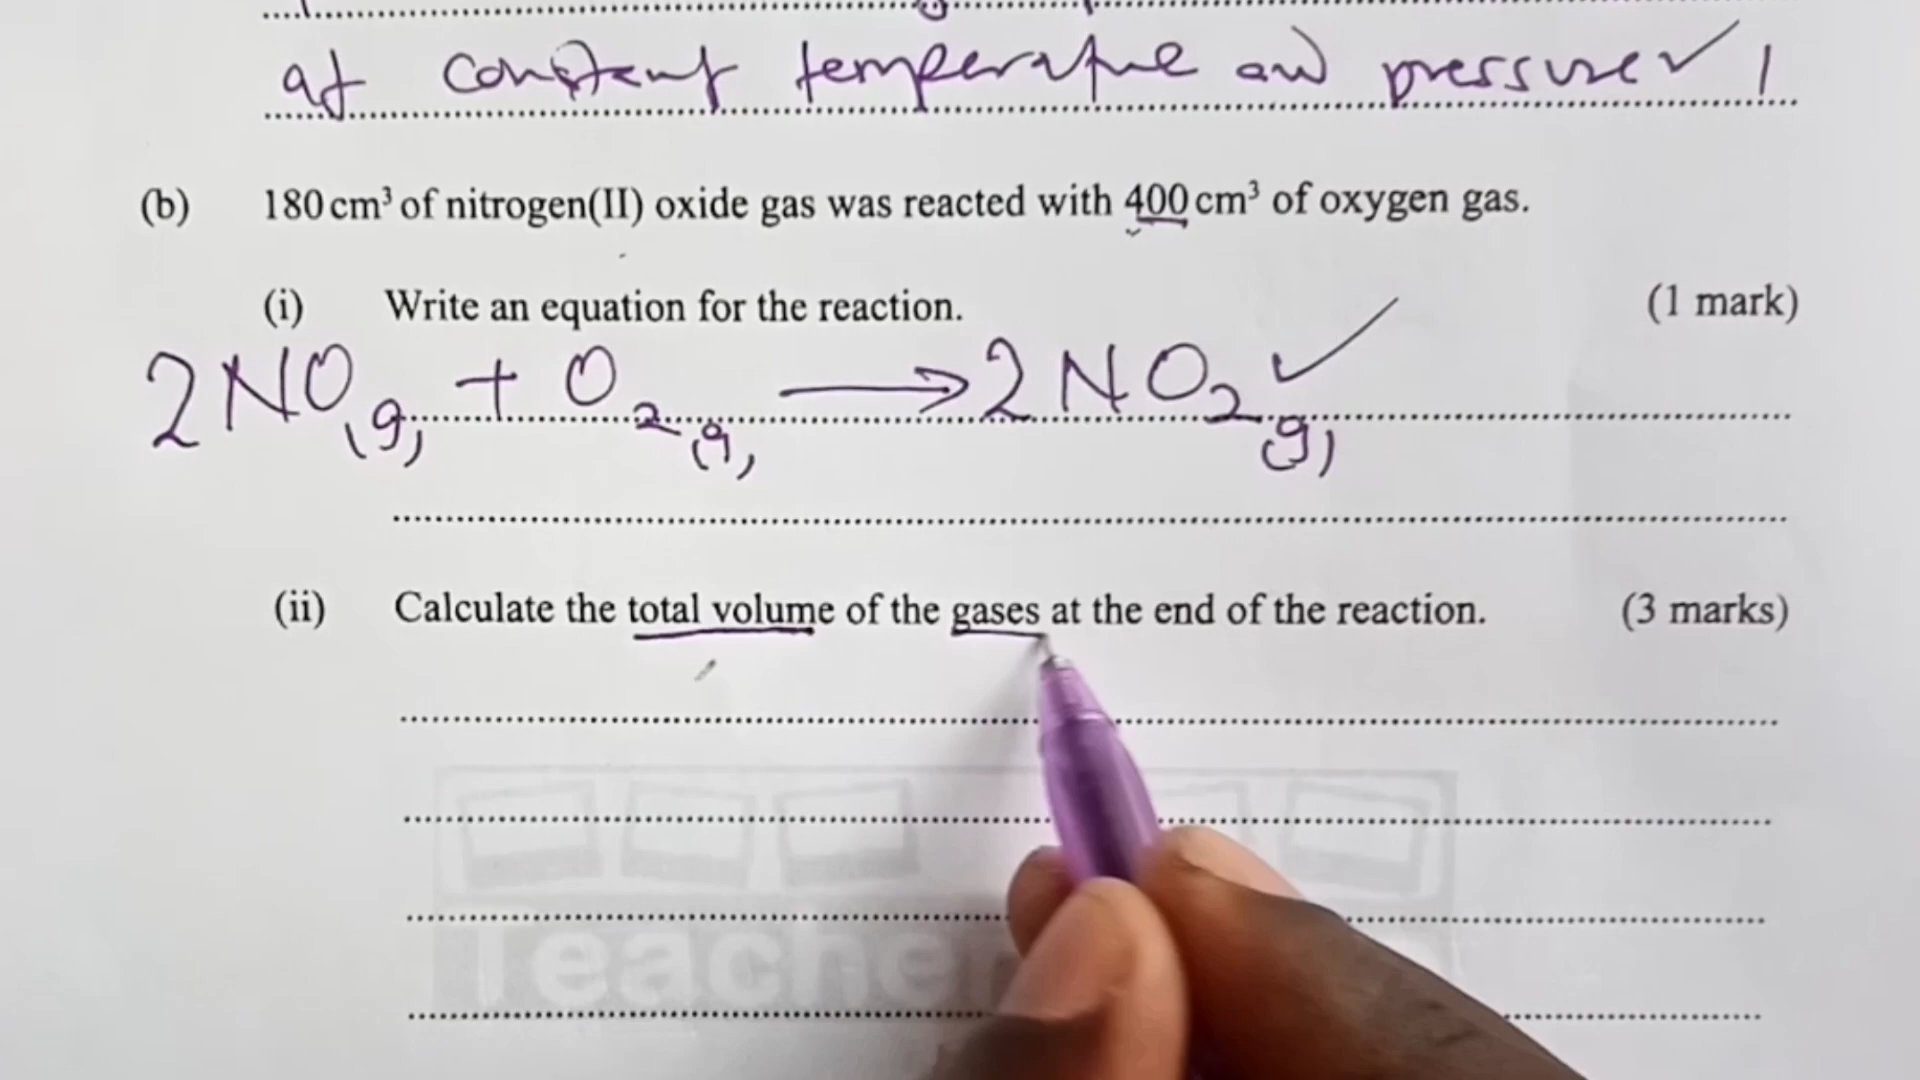 at constant temperature and pressure ✓ 1
(b) 180 cm³ of nitrogen(II) oxide gas was reacted with 400 cm³ of oxygen gas.
(i) Write an equation for the reaction. (1 mark)
2NO(g) + O₂(g) → 2NO₂(g) ✓
(ii) Calculate the total volume of the gases at the end of the reaction. (3 marks)
Teacher